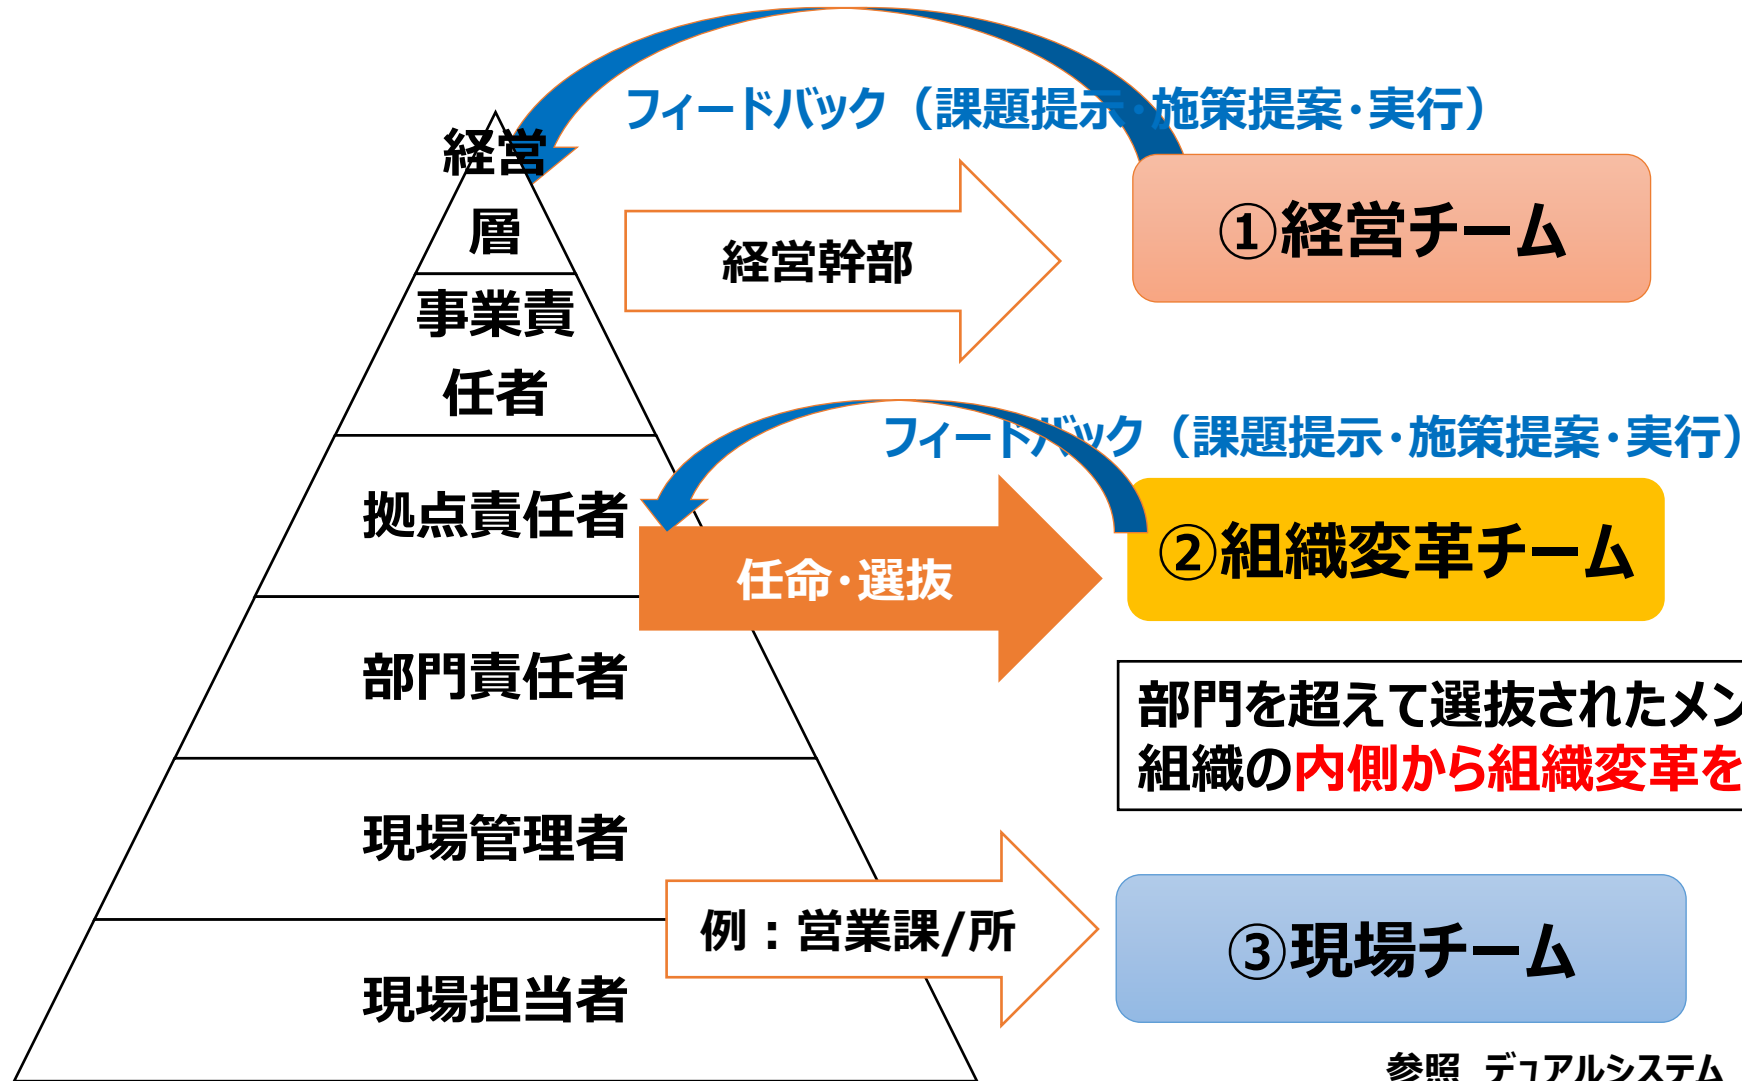 フィードバック（課題提示・施策提案・実行）
経営
層
経営幹部
①経営チーム
事業責
任者
フィードバック（課題提示・施策提案・実行）
拠点責任者
任命・選抜
②組織変革チーム
部門責任者
部門を超えて選抜されたメン
組織の内側から組織変革を
現場管理者
例：営業課/所
③現場チーム
現場担当者
参照 デュアルシステム